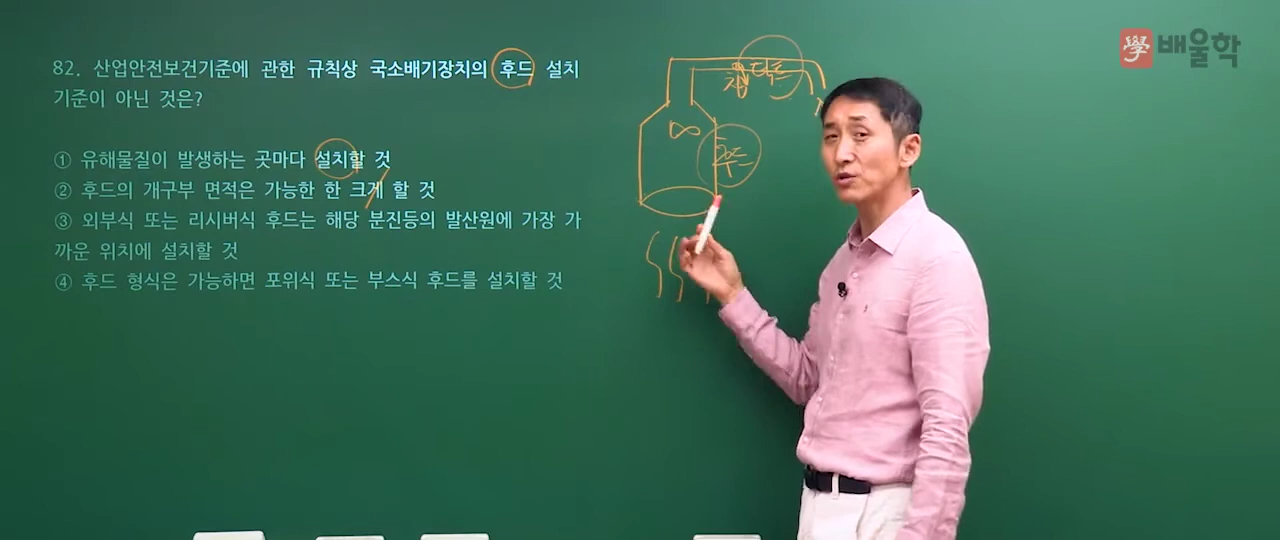 學 배울학
82. 산업안전보건기준에 관한 규칙상 국소배기장치의 후드 설치
기준이 아닌 것은?
① 유해물질이 발생하는 곳마다 설치할 것
② 후드의 개구부 면적은 가능한 한 크게 할 것
③ 외부식 또는 리시버식 후드는 해당 분진등의 발산원에 가장 가
까운 위치에 설치할 것
④ 후드 형식은 가능하면 포위식 또는 부스식 후드를 설치할 것
덕트
후드